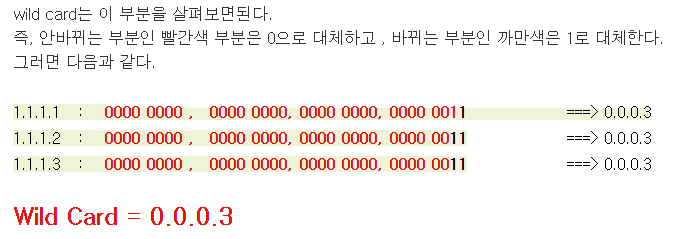 wild card는 이 부분을 살펴보면된다.
즉, 안바뀌는 부분인 빨간색 부분은 0으로 대체하고 , 바뀌는 부분인 까만색은 1로 대체한다.
그러면 다음과 같다.
1.1.1.1 : 0000 0000 , 0000 0000, 0000 0000, 0000 0011 ===> 0.0.0.3
1.1.1.2 : 0000 0000 , 0000 0000, 0000 0000, 0000 0011 ===> 0.0.0.3
1.1.1.3 : 0000 0000 , 0000 0000, 0000 0000, 0000 0011 ===> 0.0.0.3
Wild Card = 0.0.0.3